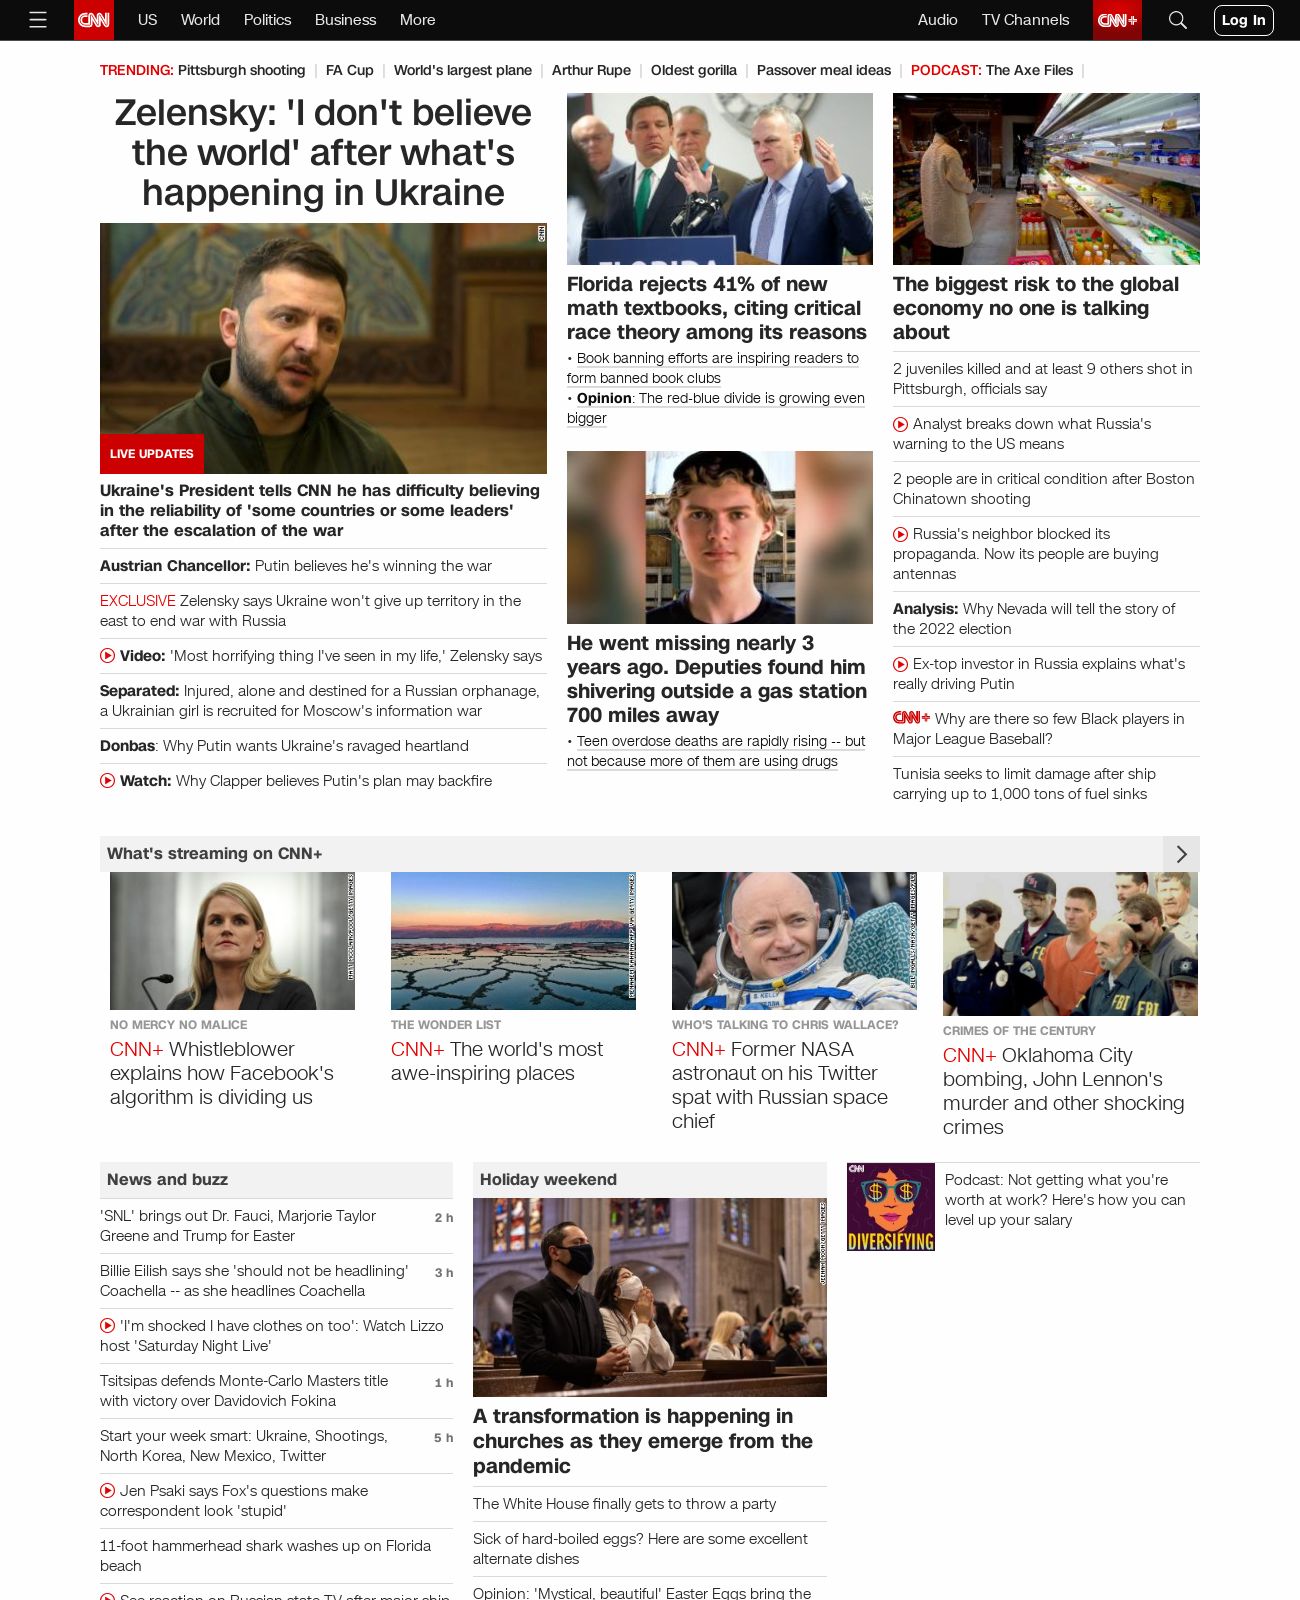 CNN US World Politics Business More Audio TV Channels CNN+ Log In
TRENDING: Pittsburgh shooting FA Cup World's largest plane Arthur Rupe Oldest gorilla Passover meal ideas PODCAST: The Axe Files
Zelensky: 'I don't believe
the world' after what's
happening in Ukraine
CNN
LIVE UPDATES
Ukraine's President tells CNN he has difficulty believing
in the reliability of 'some countries or some leaders'
after the escalation of the war
Austrian Chancellor: Putin believes he's winning the war
EXCLUSIVE Zelensky says Ukraine won't give up territory in the
east to end war with Russia
Video: 'Most horrifying thing I've seen in my life,' Zelensky says
Separated: Injured, alone and destined for a Russian orphanage,
a Ukrainian girl is recruited for Moscow's information war
Donbas: Why Putin wants Ukraine's ravaged heartland
Watch: Why Clapper believes Putin's plan may backfire
FLORIDA
Florida rejects 41% of new
math textbooks, citing critical
race theory among its reasons
• Book banning efforts are inspiring readers to
form banned book clubs
• Opinion: The red-blue divide is growing even
bigger
He went missing nearly 3
years ago. Deputies found him
shivering outside a gas station
700 miles away
• Teen overdose deaths are rapidly rising -- but
not because more of them are using drugs
The biggest risk to the global
economy no one is talking
about
2 juveniles killed and at least 9 others shot in
Pittsburgh, officials say
Analyst breaks down what Russia's
warning to the US means
2 people are in critical condition after Boston
Chinatown shooting
Russia's neighbor blocked its
propaganda. Now its people are buying
antennas
Analysis: Why Nevada will tell the story of
the 2022 election
Ex-top investor in Russia explains what's
really driving Putin
CNN+ Why are there so few Black players in
Major League Baseball?
Tunisia seeks to limit damage after ship
carrying up to 1,000 tons of fuel sinks
What's streaming on CNN+
NO MERCY NO MALICE
CNN+ Whistleblower
explains how Facebook's
algorithm is dividing us
THE WONDER LIST
CNN+ The world's most
awe-inspiring places
S. KELLY
WHO'S TALKING TO CHRIS WALLACE?
CNN+ Former NASA
astronaut on his Twitter
spat with Russian space
chief
FBI
FBI
CRIMES OF THE CENTURY
CNN+ Oklahoma City
bombing, John Lennon's
murder and other shocking
crimes
News and buzz
'SNL' brings out Dr. Fauci, Marjorie Taylor 2 h
Greene and Trump for Easter
Billie Eilish says she 'should not be headlining' 3 h
Coachella -- as she headlines Coachella
'I'm shocked I have clothes on too': Watch Lizzo
host 'Saturday Night Live'
Tsitsipas defends Monte-Carlo Masters title 1 h
with victory over Davidovich Fokina
Start your week smart: Ukraine, Shootings, 5 h
North Korea, New Mexico, Twitter
Jen Psaki says Fox's questions make
correspondent look 'stupid'
11-foot hammerhead shark washes up on Florida
beach
See reaction on Russian state TV after major ship
Holiday weekend
A transformation is happening in
churches as they emerge from the
pandemic
The White House finally gets to throw a party
Sick of hard-boiled eggs? Here are some excellent
alternate dishes
Opinion: 'Mystical, beautiful' Easter Eggs bring the
CNN
DIVERSIFYING
Podcast: Not getting what you're
worth at work? Here's how you can
level up your salary